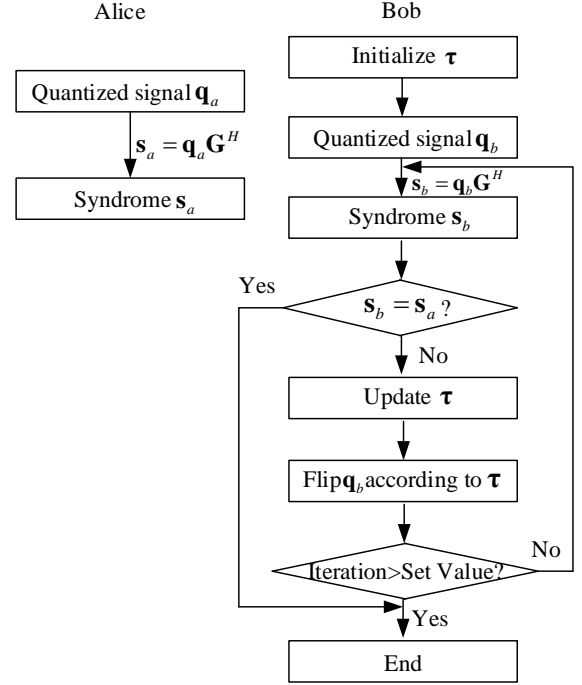 Alice
Bob
Initialize τ
Quantized signal q_a
s_a = q_a G^H
Syndrome s_a
Quantized signal q_b
s_b = q_b G^H
Syndrome s_b
Yes
s_b = s_a ?
No
Update τ
Flip q_b according to τ
Iteration>Set Value?
No
Yes
End